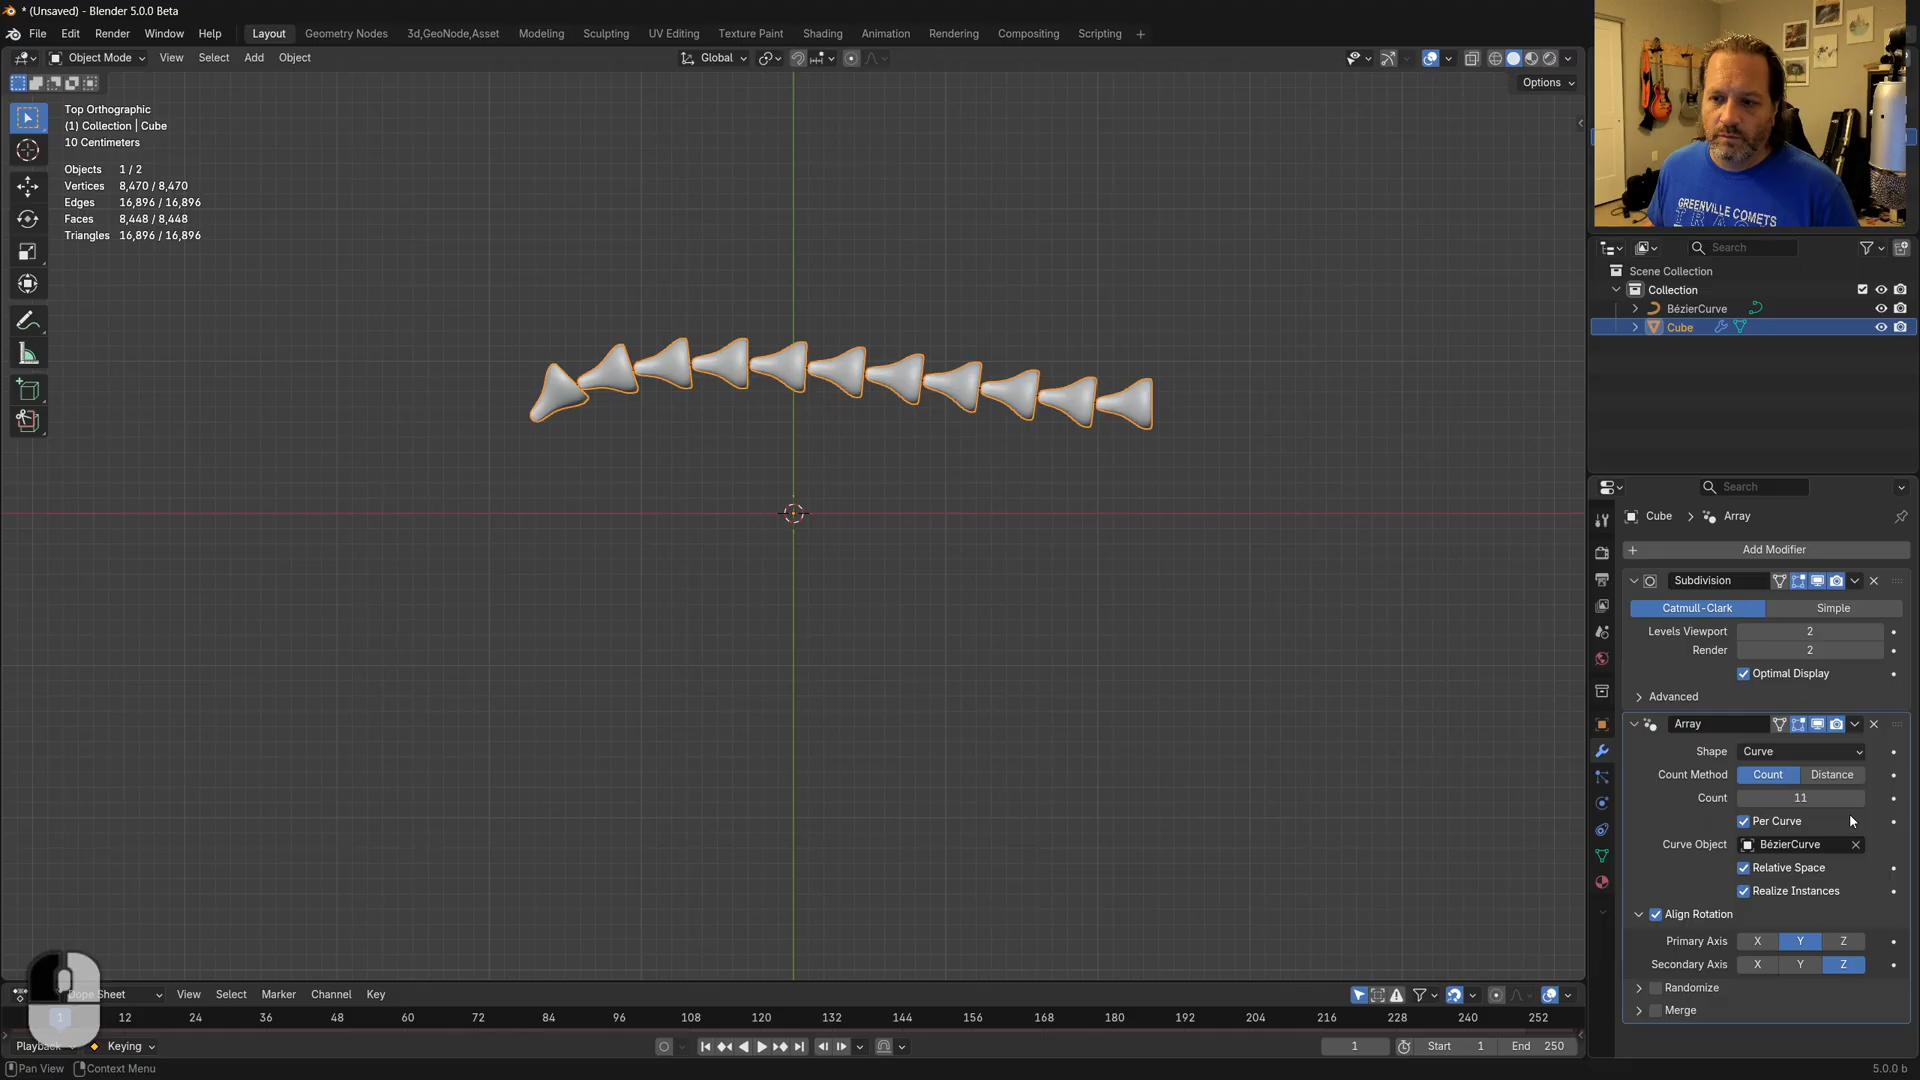 * (Unsaved) - Blender 5.0.0 Beta
File Edit Render Window Help Layout Geometry Nodes 3d,GeoNode,Asset Modeling Sculpting UV Editing Texture Paint Shading Animation Rendering Compositing Scripting +
Object Mode View Select Add Object Global
Options
Top Orthographic
(1) Collection | Cube
10 Centimeters
Objects 1 / 2
Vertices 8,470 / 8,470
Edges 16,896 / 16,896
Faces 8,448 / 8,448
Triangles 16,896 / 16,896
GREENVILLE COMETS
Search
Scene Collection
Collection
BézierCurve
Cube
Search
Cube > Array
+ Add Modifier
Subdivision
Catmull-Clark Simple
Levels Viewport 2
Render 2
Optimal Display
Advanced
Array
Shape Curve
Count Method Count Distance
Count 11
Per Curve
Curve Object BézierCurve
Relative Space
Realize Instances
Align Rotation
Primary Axis X Y Z
Secondary Axis X Y Z
Randomize
Merge
Dope Sheet View Select Marker Channel Key
1 12 24 36 48 60 72 84 96 108 120 132 144 156 168 180 192 204 216 228 240 252
Playback Keying 1 Start 1 End 250
Pan View Context Menu 5.0.0 b